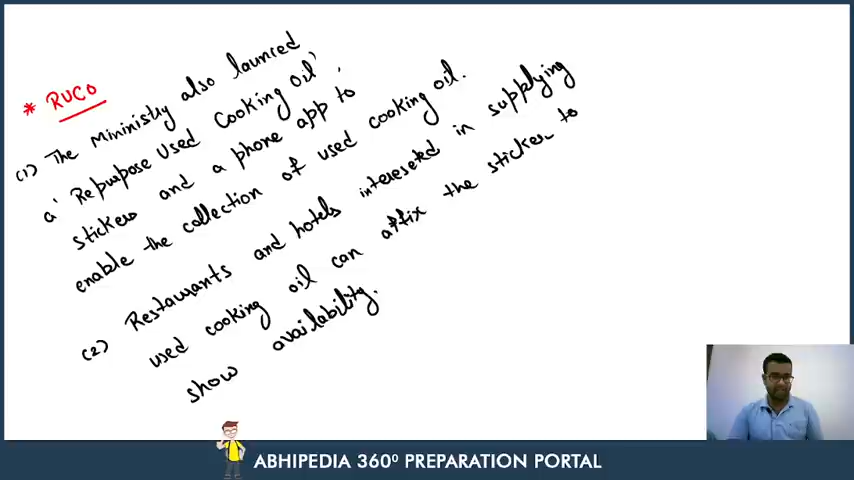 * RUCO
(1) The Mininistry also launced
a 'Repurpose Used Cooking Oil'
stickers and a phone app to
enable the collection of used cooking oil.
(2) Restaurants and hotels intereseted in supplying
used cooking oil can affix the sticker to
show availability.
ABHIPEDIA 360⁰ PREPARATION PORTAL